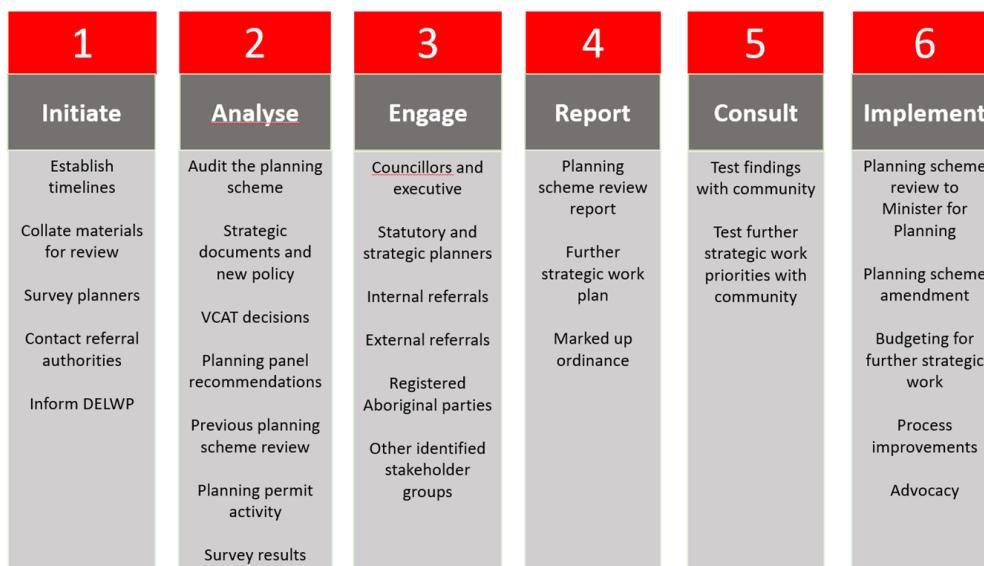 1
Initiate
Establish
timelines
Collate materials
for review
Survey planners
Contact referral
authorities
Inform DELWP
2
Analyse
Audit the planning
scheme
Strategic
documents and
new policy
VCAT decisions
Planning panel
recommendations
Previous planning
scheme review
Planning permit
activity
Survey results
3
Engage
Councillors and
executive
Statutory and
strategic planners
Internal referrals
External referrals
Registered
Aboriginal parties
Other identified
stakeholder
groups
4
Report
Planning
scheme review
report
Further
strategic work
plan
Marked up
ordinance
5
Consult
Test findings
with community
Test further
strategic work
priorities with
community
6
Implement
Planning scheme
review to
Minister for
Planning
Planning scheme
amendment
Budgeting for
further strategic
work
Process
improvements
Advocacy